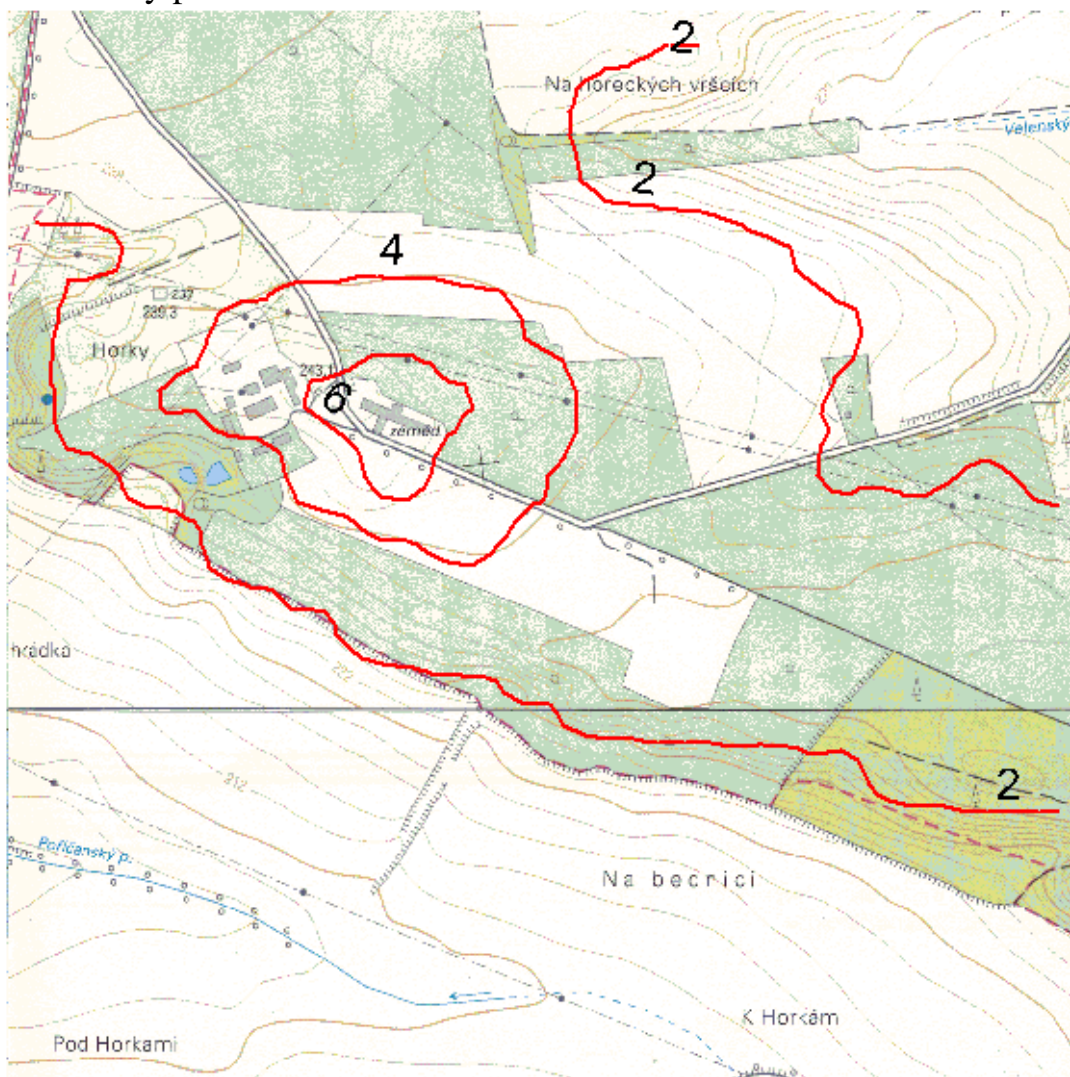 2
Na horeckých vršcích
Velenský
2
4
237
239,3
Horky
243,1
6
zeměd
hrádka
222
212
2
Pořičanský p.
Na bečnici
K Horkám
Pod Horkami